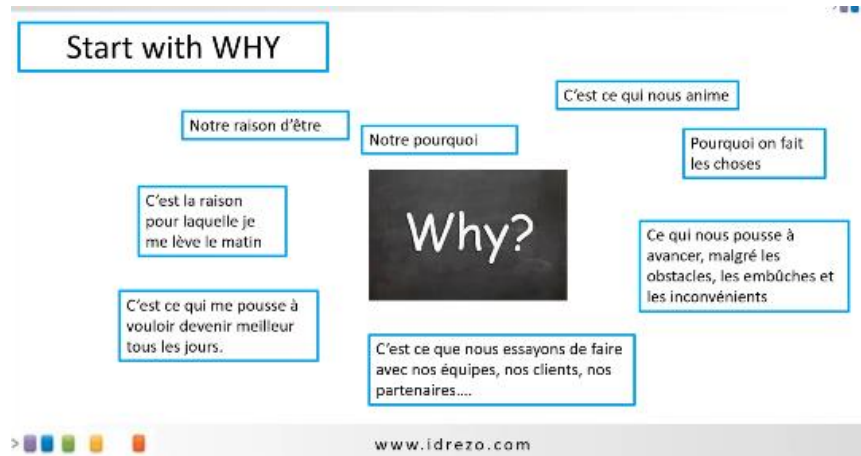 Start with WHY
C'est ce qui nous anime
Notre raison d'être
Notre pourquoi
Pourquoi on fait
les choses
C'est la raison
pour laquelle je
me lève le matin
Why?
Ce qui nous pousse à
avancer, malgré les
obstacles, les embûches et
les inconvénients
C'est ce qui me pousse à
vouloir devenir meilleur
tous les jours.
C'est ce que nous essayons de faire
avec nos équipes, nos clients, nos
partenaires....
www.idrezo.com